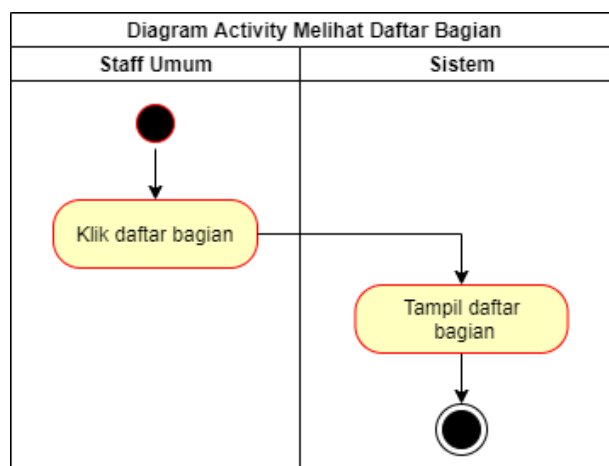 Diagram Activity Melihat Daftar Bagian
Staff Umum
Sistem
Klik daftar bagian
Tampil daftar
bagian